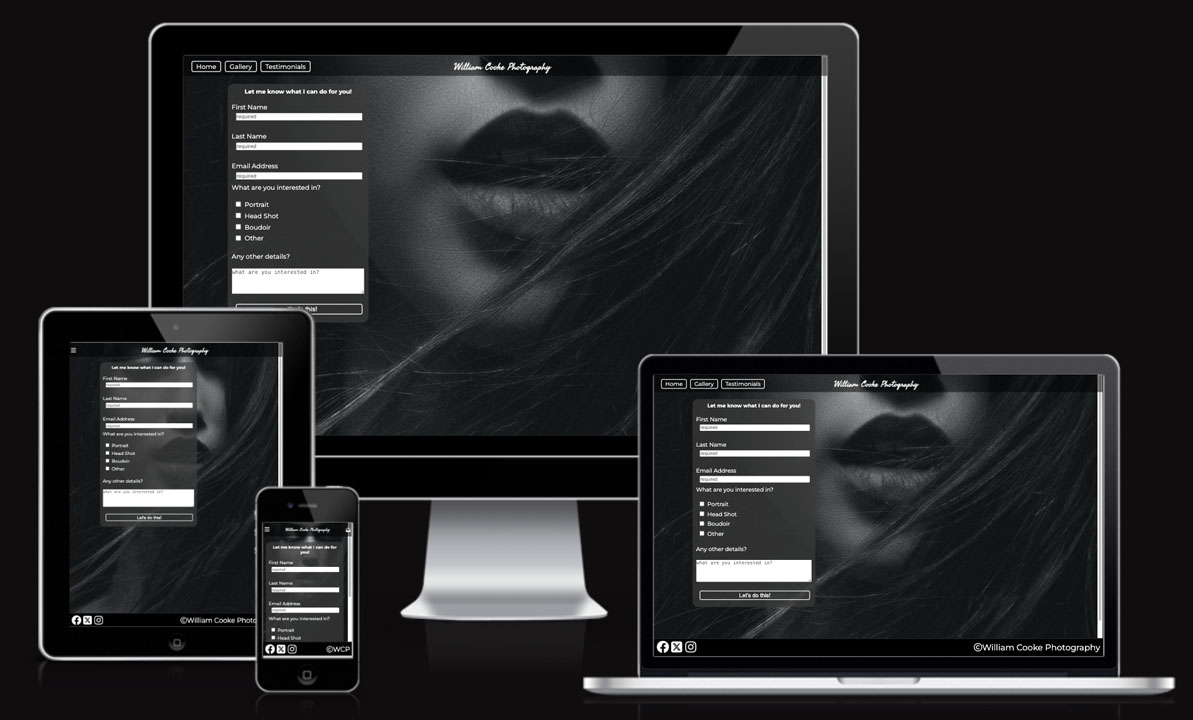 Home Gallery Testimonials William Cooke Photography
Let me know what I can do for you!
First Name
required
Last Name
required
Email Address
required
What are you interested in?
Portrait
Head Shot
Boudoir
Other
Any other details?
what are you interested in?
this!
William Cooke Photography
Let me know what I can do for you!
First Name
required
Last Name
required
Email Address
required
What are you interested in?
Portrait
Head Shot
Boudoir
Other
Any other details?
what are you interested in?
Let's do this!
©William Cooke Photo
William Cooke Photography
Let me know what I can do for
you!
First Name
required
Last Name
required
Email Address
required
What are you interested in?
Portrait
Head Shot
©WCP
Home Gallery Testimonials William Cooke Photography
Let me know what I can do for you!
First Name
required
Last Name
required
Email Address
required
What are you interested in?
Portrait
Head Shot
Boudoir
Other
Any other details?
what are you interested in?
Let's do this!
©William Cooke Photography